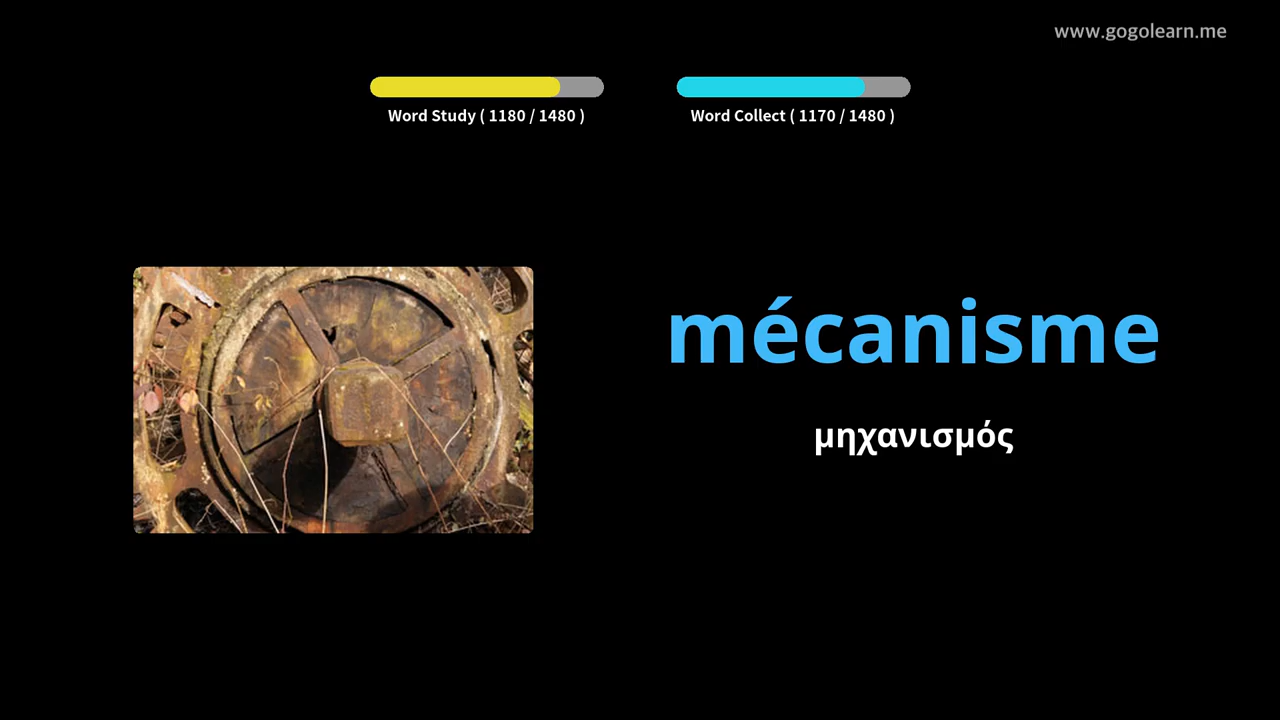 www.gogolearn.me
Word Study ( 1180 / 1480 )
Word Collect ( 1170 / 1480 )
mécanisme
μηχανισμός